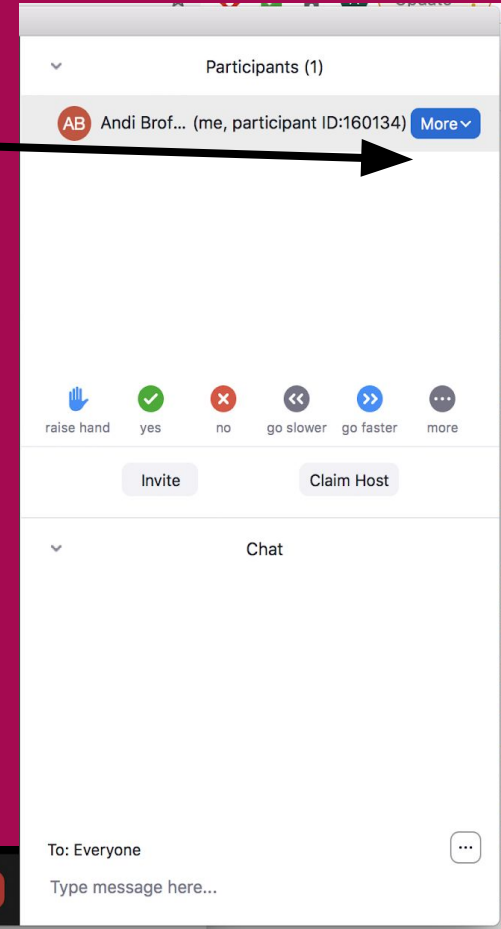 Participants (1)
AB Andi Brof... (me, participant ID:160134) More
raise hand yes no go slower go faster more
Invite Claim Host
Chat
To: Everyone
Type message here...